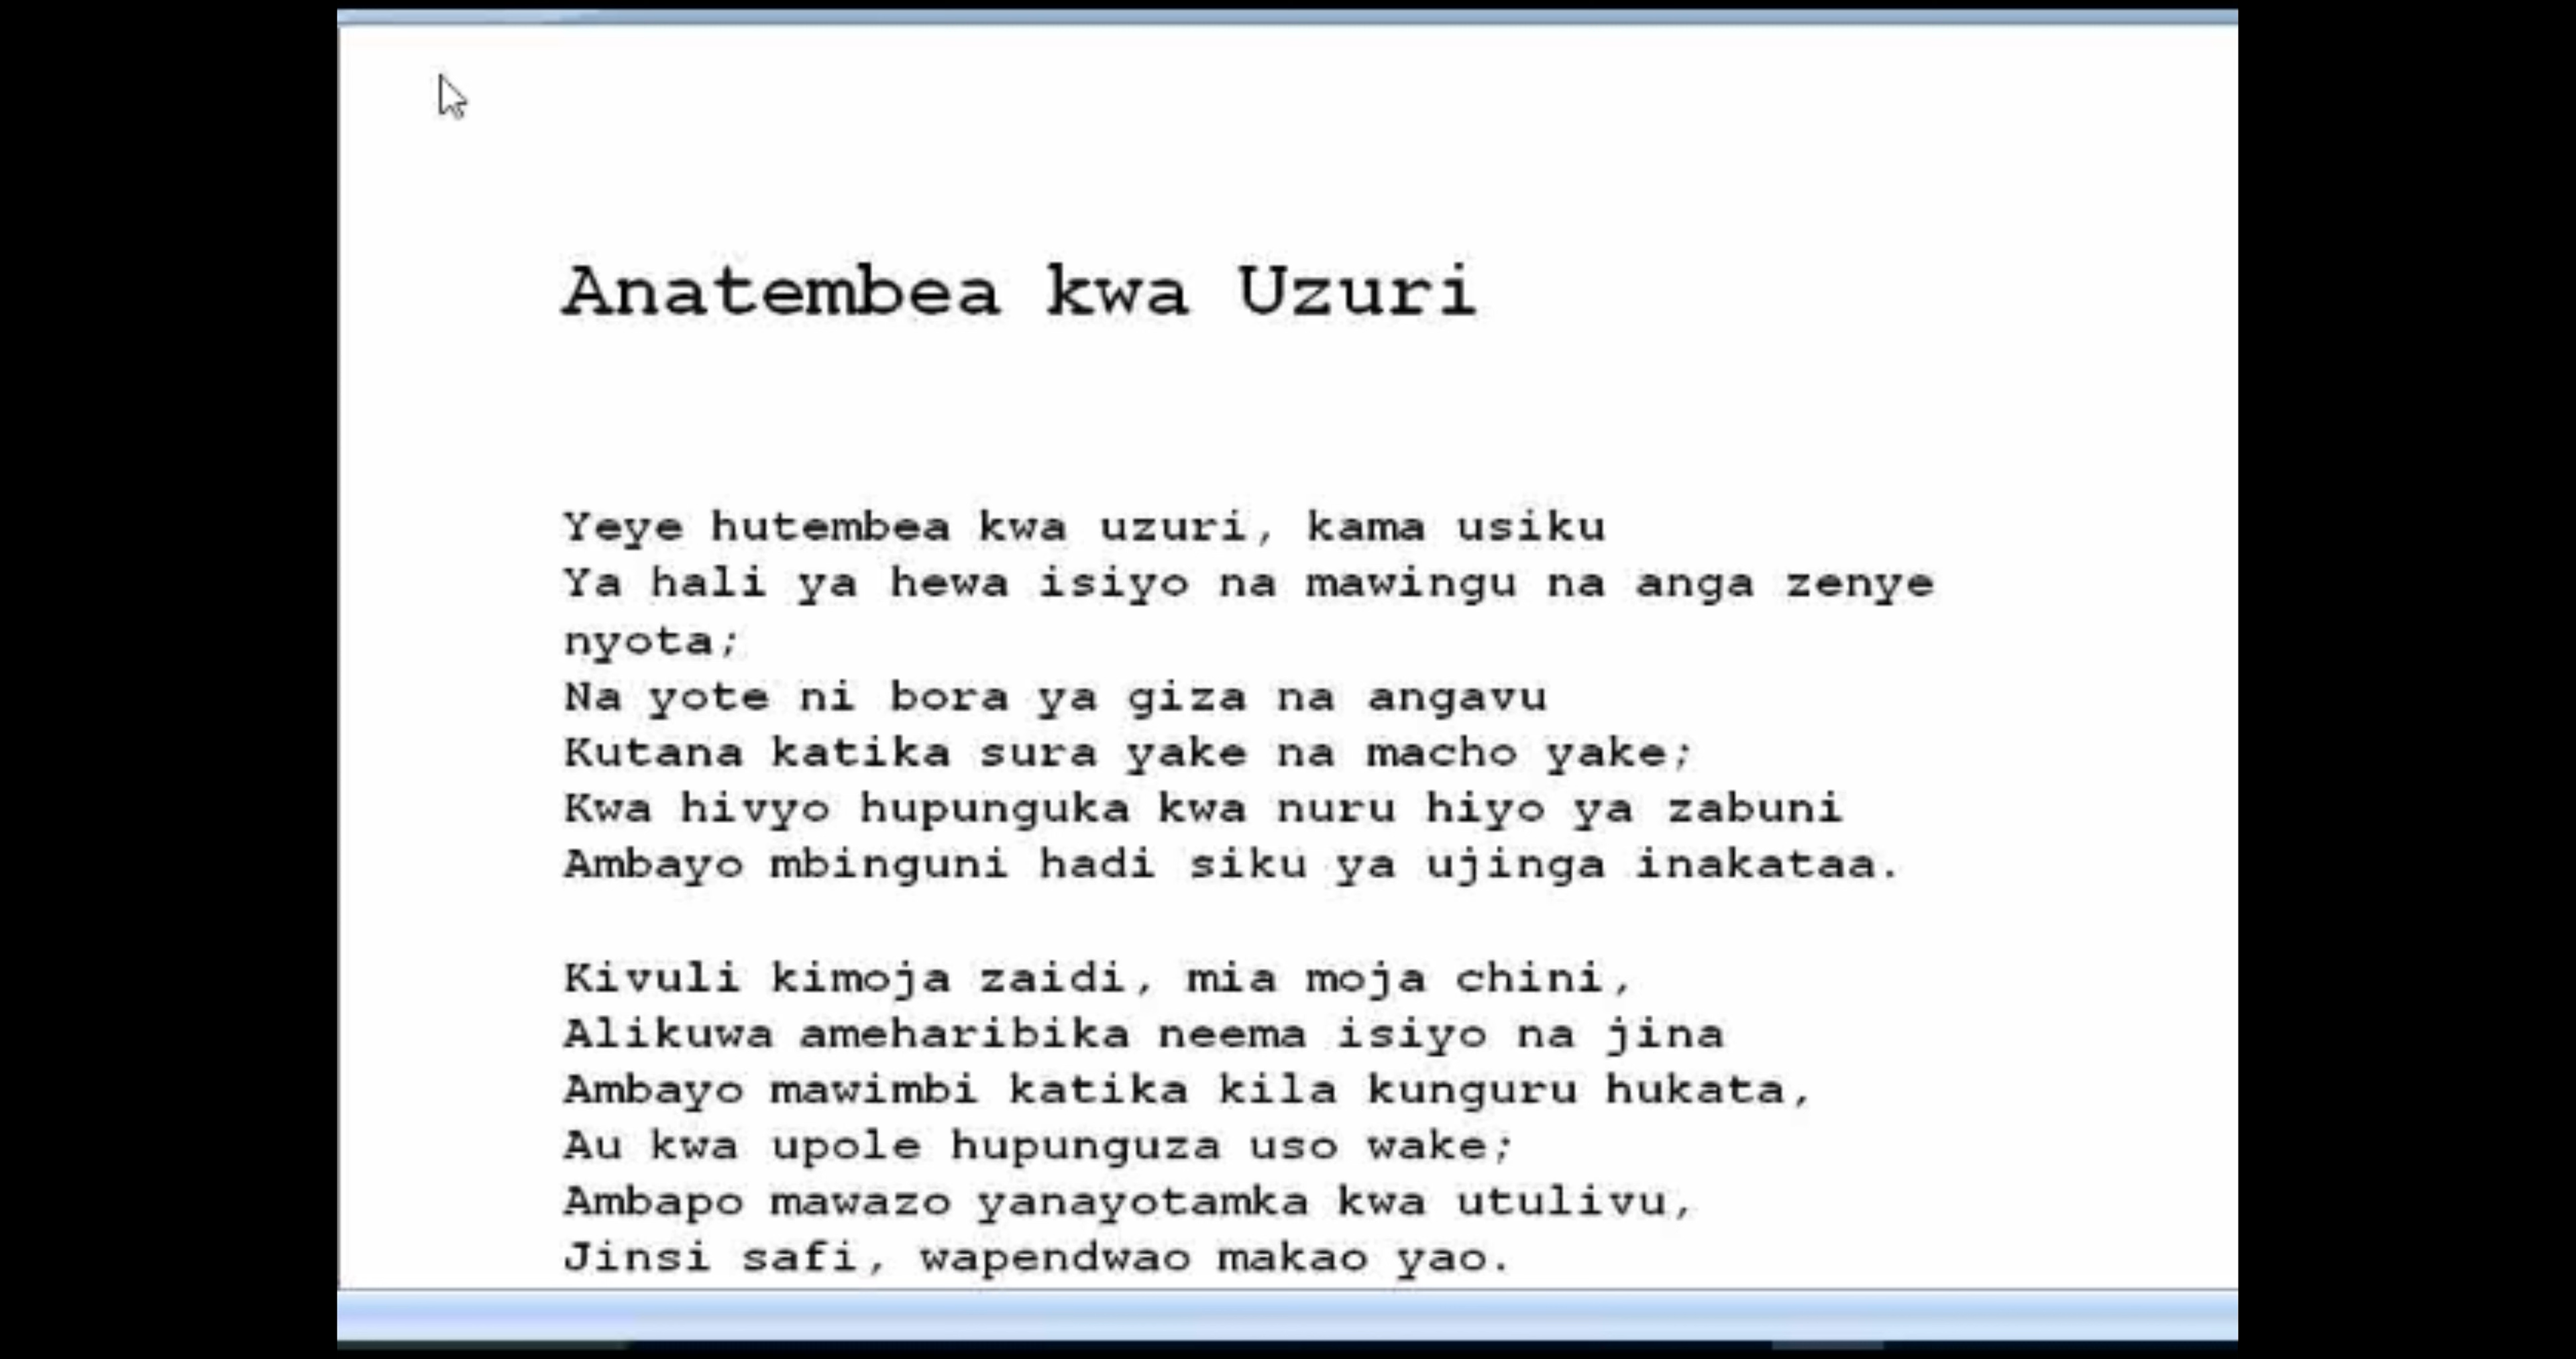 Anatembea kwa Uzuri
Yeye hutembea kwa uzuri, kama usiku
Ya hali ya hewa isiyo na mawingu na anga zenye
nyota;
Na yote ni bora ya giza na angavu
Kutana katika sura yake na macho yake;
Kwa hivyo hupunguka kwa nuru hiyo ya zabuni
Ambayo mbinguni hadi siku ya ujinga inakataa.
Kivuli kimoja zaidi, mia moja chini,
Alikuwa ameharibika neema isiyo na jina
Ambayo mawimbi katika kila kunguru hukata,
Au kwa upole hupunguza uso wake;
Ambapo mawazo yanayotamka kwa utulivu,
Jinsi safi, wapendwao makao yao.